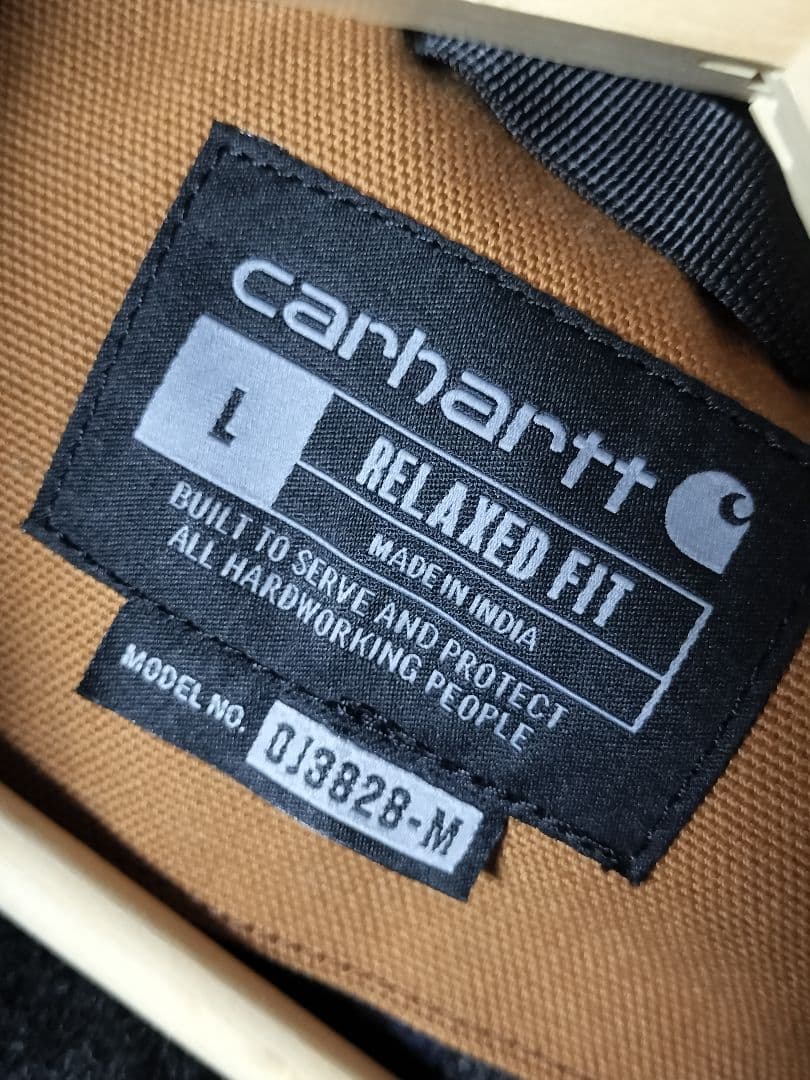 carhartt
L
RELAXED FIT
MADE IN INDIA
BUILT TO SERVE AND PROTECT
ALL HARDWORKING PEOPLE
MODEL NO. OJ3828-M